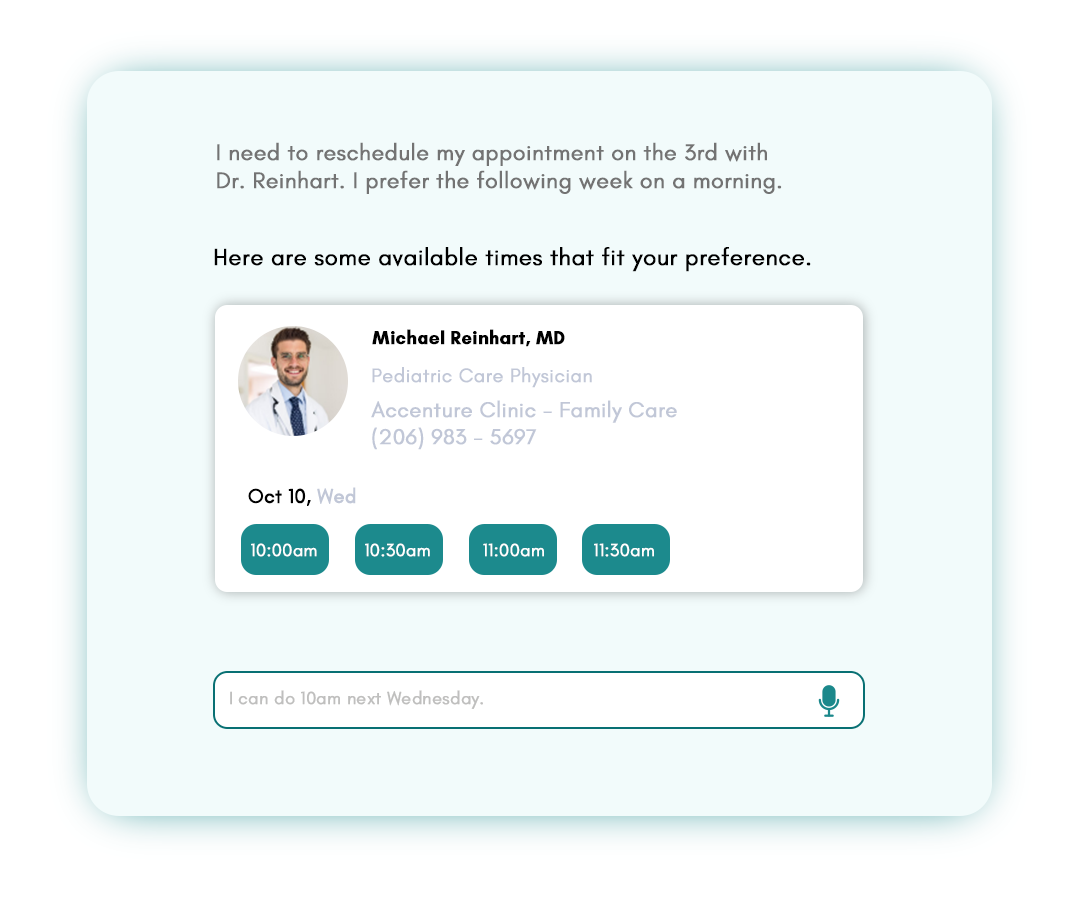 I need to reschedule my appointment on the 3rd with
Dr. Reinhart. I prefer the following week on a morning.
Here are some available times that fit your preference.
Michael Reinhart, MD
Pediatric Care Physician
Accenture Clinic - Family Care
(206) 983 - 5697
Oct 10, Wed
10:00am 10:30am 11:00am 11:30am
I can do 10am next Wednesday.